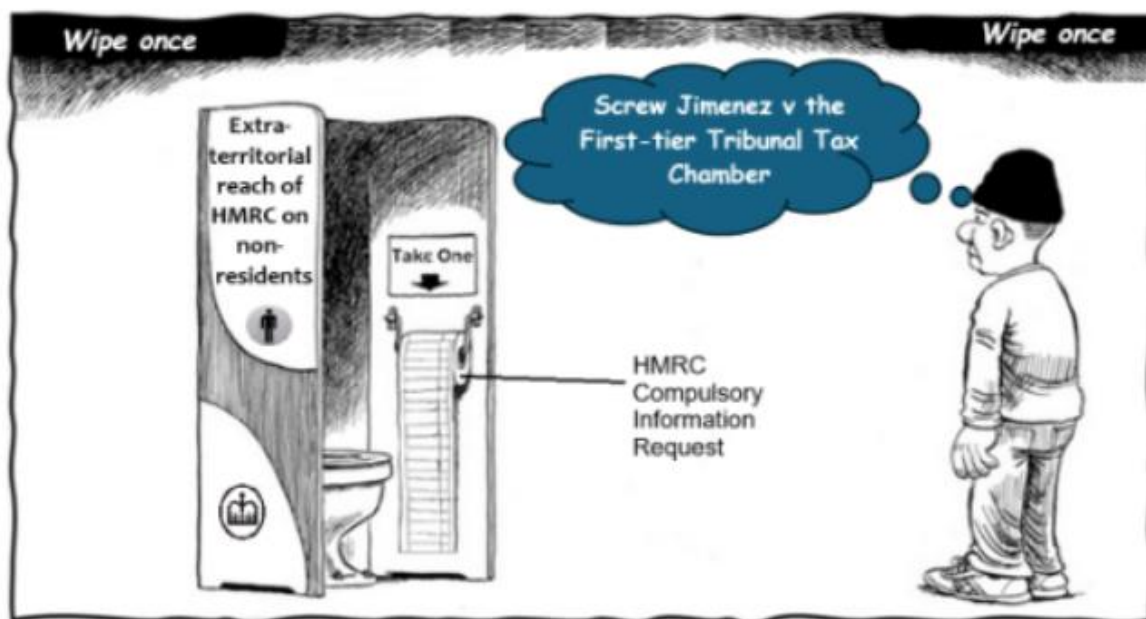 Wipe once
Wipe once
Extra-
territorial
reach of
HMRC on
non-
residents
Screw Jimenez v the
First-tier Tribunal Tax
Chamber
Take One
HMRC
Compulsory
Information
Request